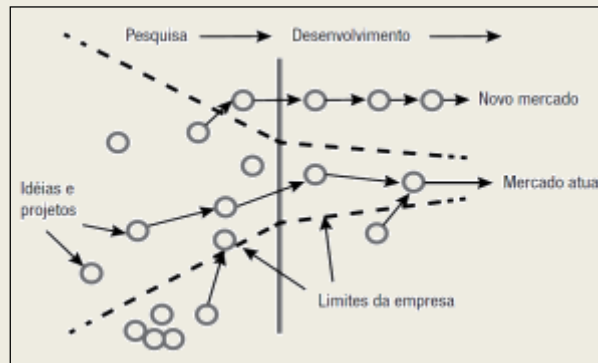 Pesquisa
Desenvolvimento
Novo mercado
Idéias e
projetos
Mercado atua
Limites da empresa